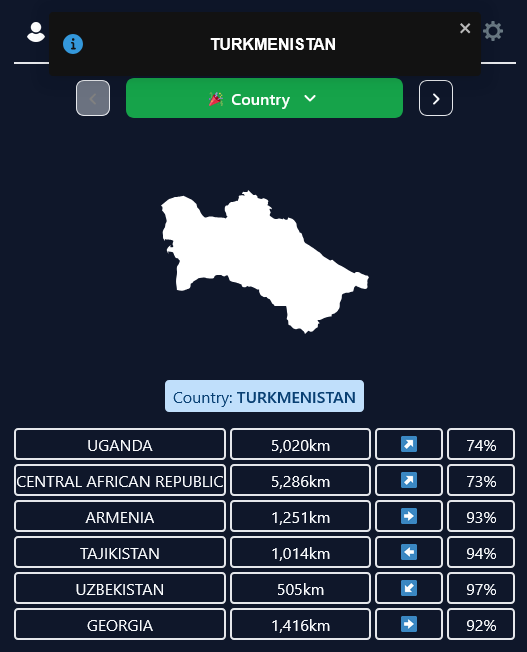 TURKMENISTAN
Country
Country: TURKMENISTAN
UGANDA 5,020km 74%
CENTRAL AFRICAN REPUBLIC 5,286km 73%
ARMENIA 1,251km 93%
TAJIKISTAN 1,014km 94%
UZBEKISTAN 505km 97%
GEORGIA 1,416km 92%